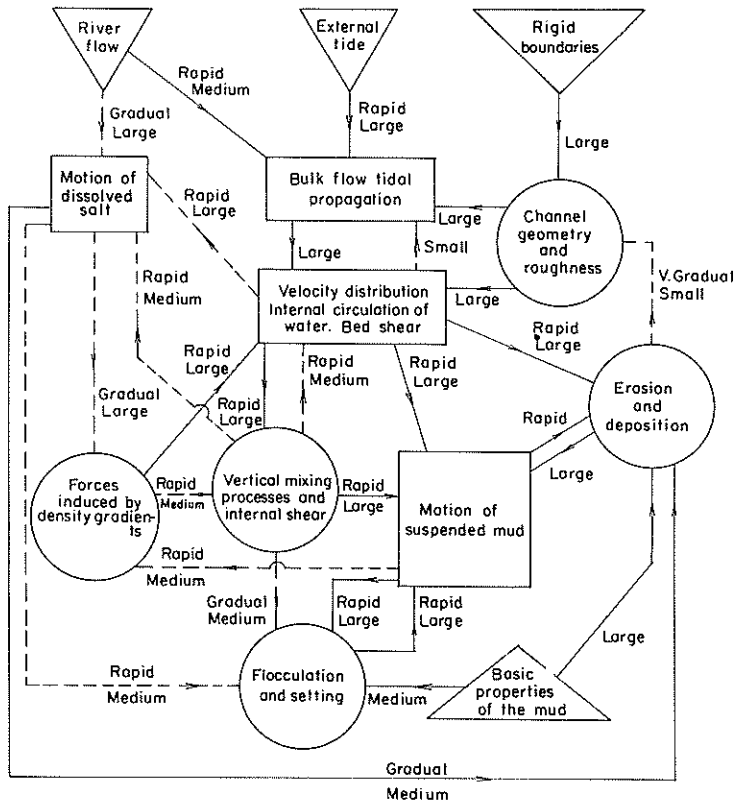 River
flow
External
tide
Rigid
boundaries
Rapid
Medium
Gradual
Large
Rapid
Large
Large
Motion of
dissolved
salt
Rapid
Large
Bulk flow tidal
propagation
Large
Channel
geometry
and
roughness
Large
Small
V.Gradual
Small
Rapid
Medium
Velocity distribution
Internal circulation of
water. Bed shear
Large
Rapid
Large
Rapid
Large
Rapid
Large
Rapid
Medium
Rapid
Large
Gradual
Large
Erosion and
deposition
Rapid
Large
Forces
induced by
density gradien-
ts
Rapid
Medium
Vertical mixing
processes and
internal shear
Rapid
Large
Motion of
suspended mud
Rapid
Medium
Gradual
Medium
Rapid
Large
Rapid
Large
Large
Rapid
Medium
Flocculation
and setting
Medium
Basic
properties
of the mud
Gradual
Medium